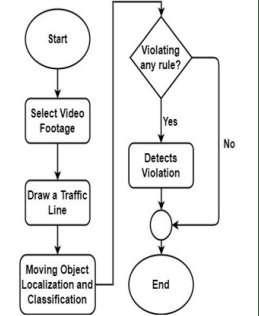 Start
Select Video
Footage
Draw a Traffic
Line
Moving Object
Localization and
Classification
Violating
any rule?
Yes
No
Detects
Violation
End